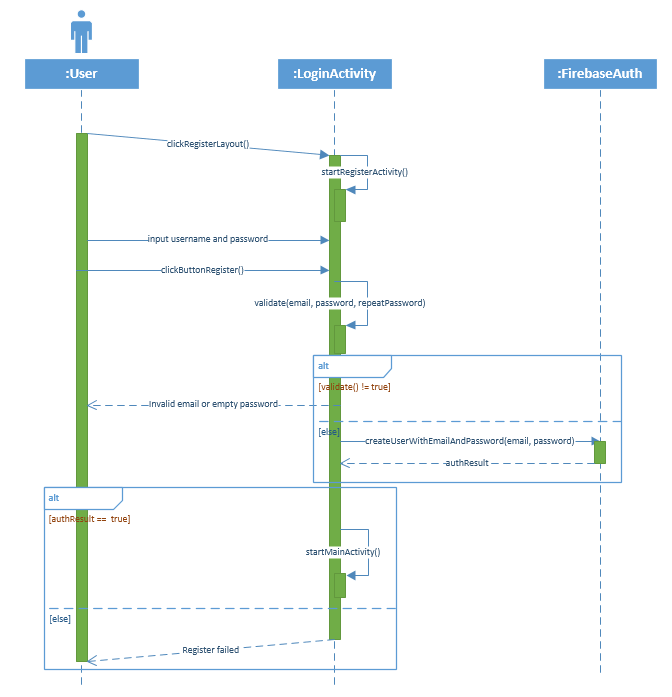 :User
:LoginActivity
:FirebaseAuth
clickRegisterLayout()
startRegisterActivity()
input username and password
clickButtonRegister()
validate(email, password, repeatPassword)
alt
[validate() != true]
Invalid email or empty password
[else]
createUserWithEmailAndPassword(email, password)
authResult
alt
[authResult == true]
startMainActivity()
[else]
Register failed